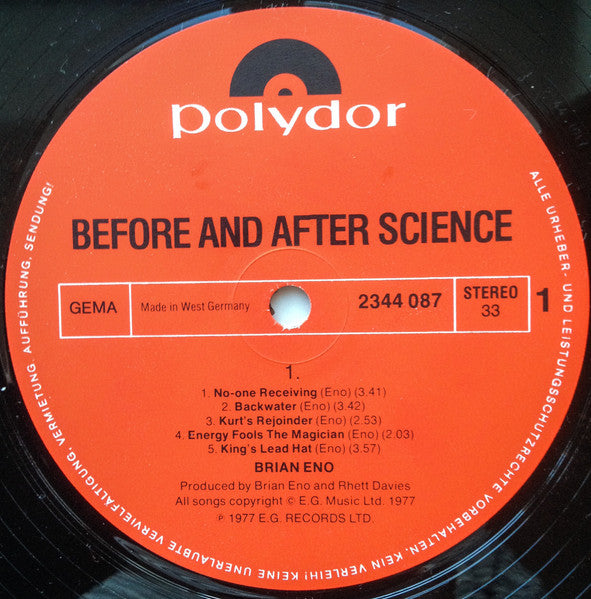 polydor
BEFORE AND AFTER SCIENCE
GEMA
Made in West Germany
2344 087
STEREO
33
1
1.
1. No-one Receiving (Eno) (3.41)
2. Backwater (Eno) (3.42)
3. Kurt's Rejoinder (Eno) (2.53)
4. Energy Fools The Magician (Eno) (2.03)
5. King's Lead Hat (Eno) (3.57)
BRIAN ENO
Produced by Brian Eno and Rhett Davies
All songs copyright © E.G. Music Ltd. 1977
℗ 1977 E.G. RECORDS LTD.
ALLE URHEBER- UND LEISTUNGSSCHUTZRECHTE VORBEHALTEN. KEIN VERLEIH! KEINE UNERLAUBTE VERVIELFÄLTIGUNG, VERMIETUNG, AUFFÜHRUNG, SENDUNG!